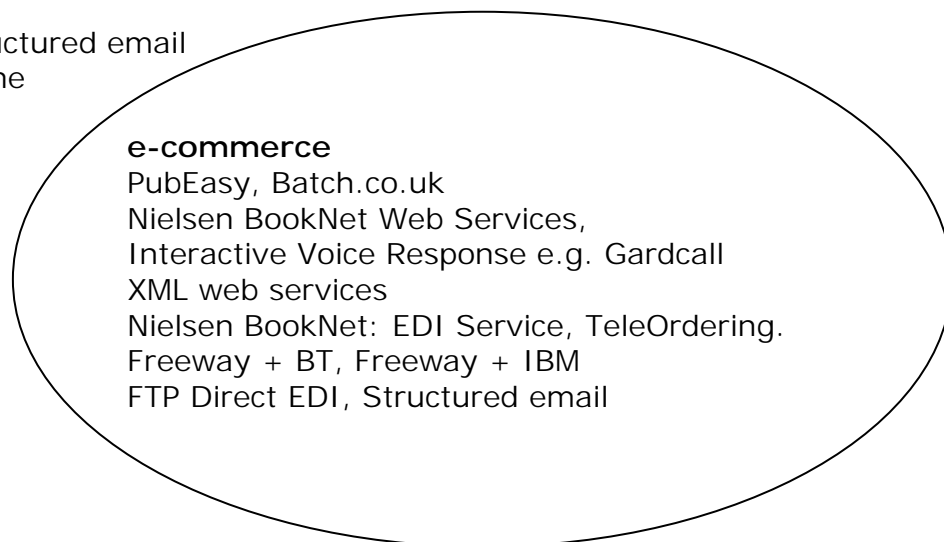 uctured email
ne
e-commerce
PubEasy, Batch.co.uk
Nielsen BookNet Web Services,
Interactive Voice Response e.g. Gardcall
XML web services
Nielsen BookNet: EDI Service, TeleOrdering.
Freeway + BT, Freeway + IBM
FTP Direct EDI, Structured email